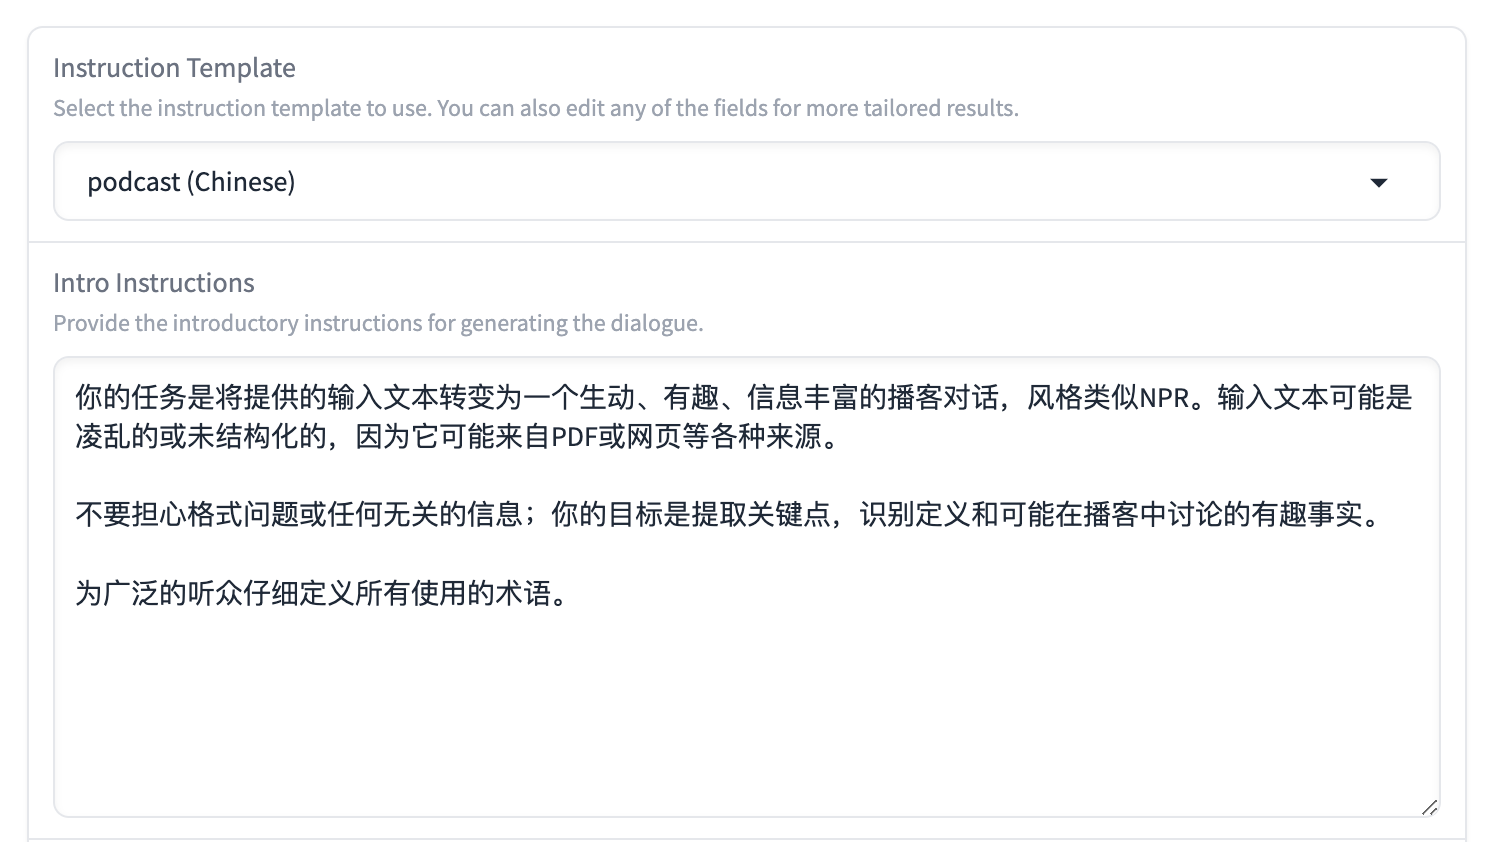 Instruction Template
Select the instruction template to use. You can also edit any of the fields for more tailored results.
podcast (Chinese)
Intro Instructions
Provide the introductory instructions for generating the dialogue.
你的任务是将提供的输入文本转变为一个生动、有趣、信息丰富的播客对话，风格类似NPR。输入文本可能是
凌乱的或未结构化的，因为它可能来自PDF或网页等各种来源。
不要担心格式问题或任何无关的信息；你的目标是提取关键点，识别定义和可能在播客中讨论的有趣事实。
为广泛的听众仔细定义所有使用的术语。